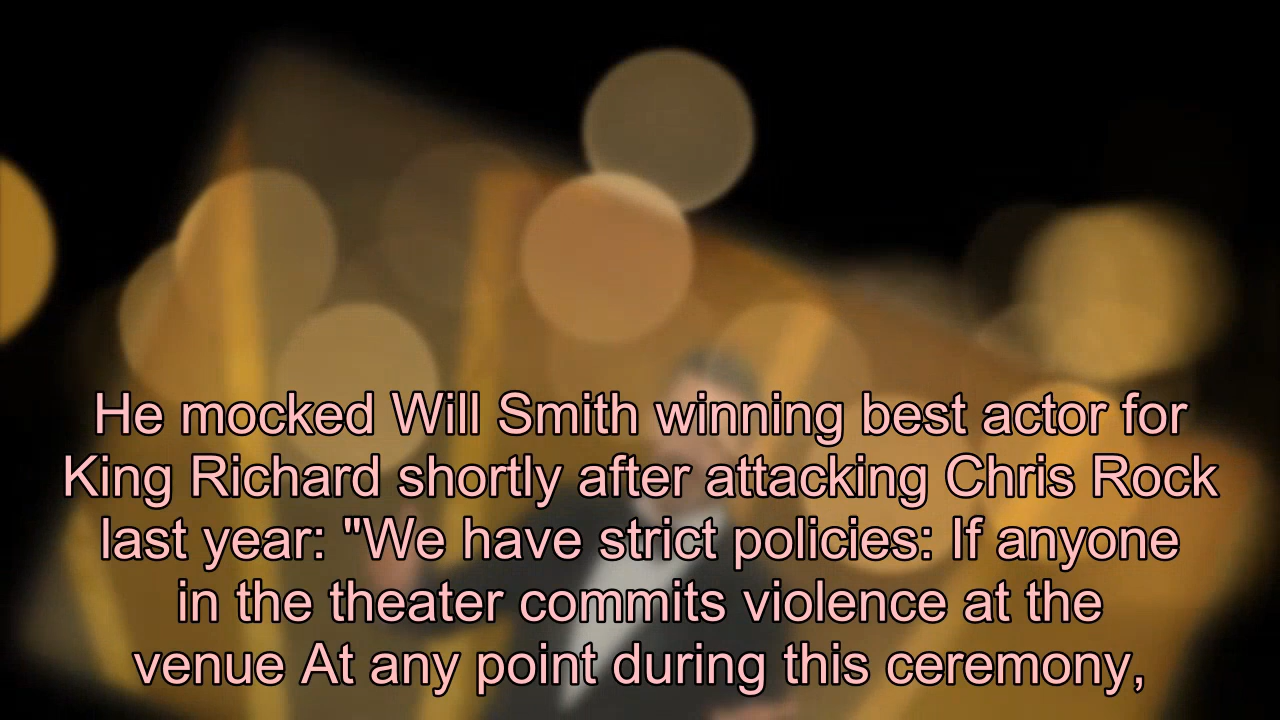 He mocked Will Smith winning best actor for
King Richard shortly after attacking Chris Rock
last year: "We have strict policies: If anyone
in the theater commits violence at the
venue At any point during this ceremony,